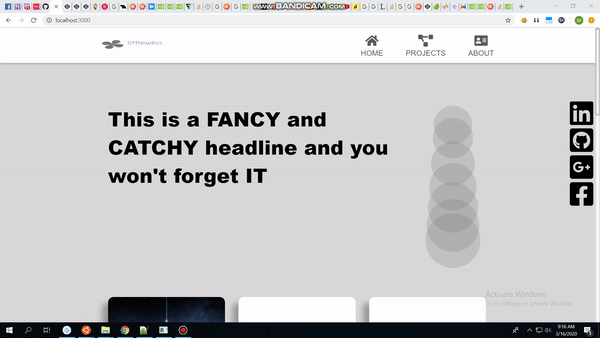 www.BANDICAM.com
localhost:3000
littlewho
HOME
PROJECTS
ABOUT
This is a FANCY and
CATCHY headline and you
won't forget IT
in
G+
f
Activate Windows
Go to Settings to activate Windows.
9:16 AM
3/16/2020